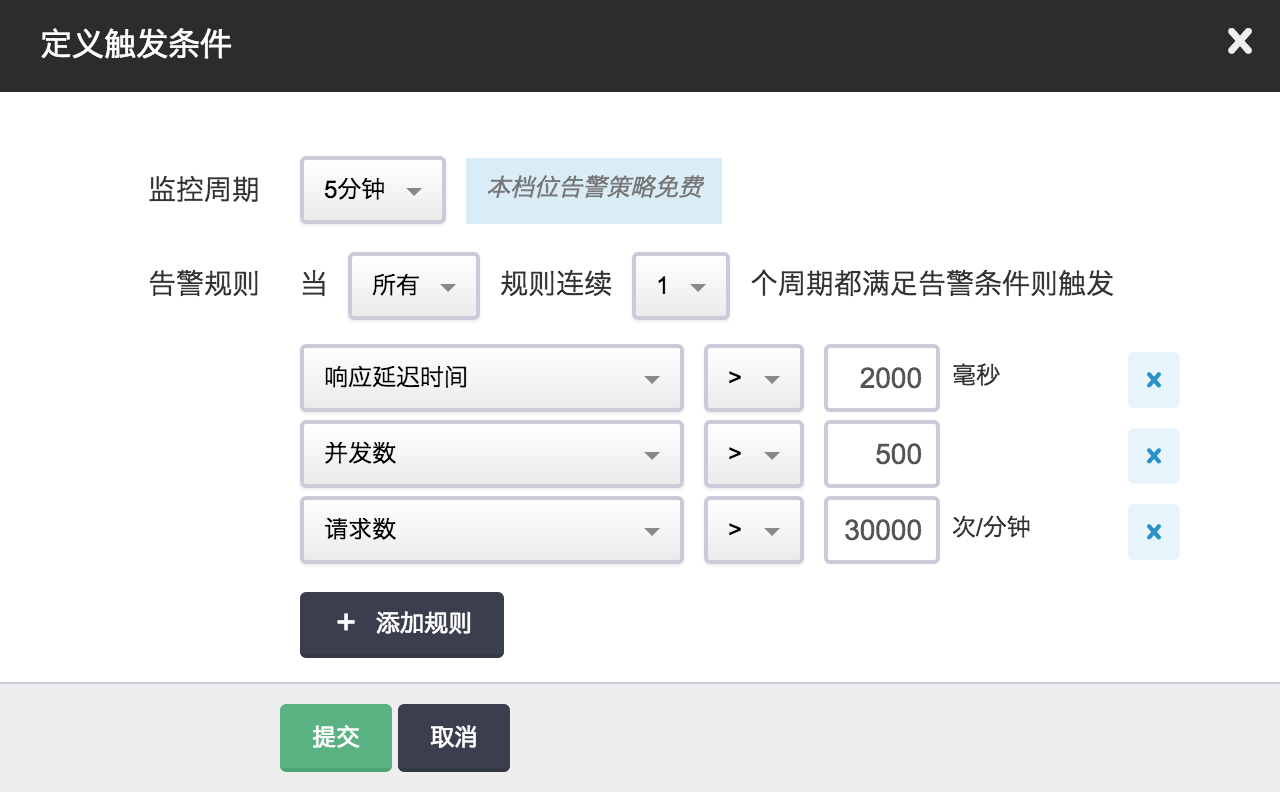 定义触发条件
监控周期 5分钟 本档位告警策略免费
告警规则 当 所有 规则连续 1 个周期都满足告警条件则触发
响应延迟时间 > 2000 毫秒
并发数 > 500
请求数 > 30000 次/分钟
+ 添加规则
提交 取消